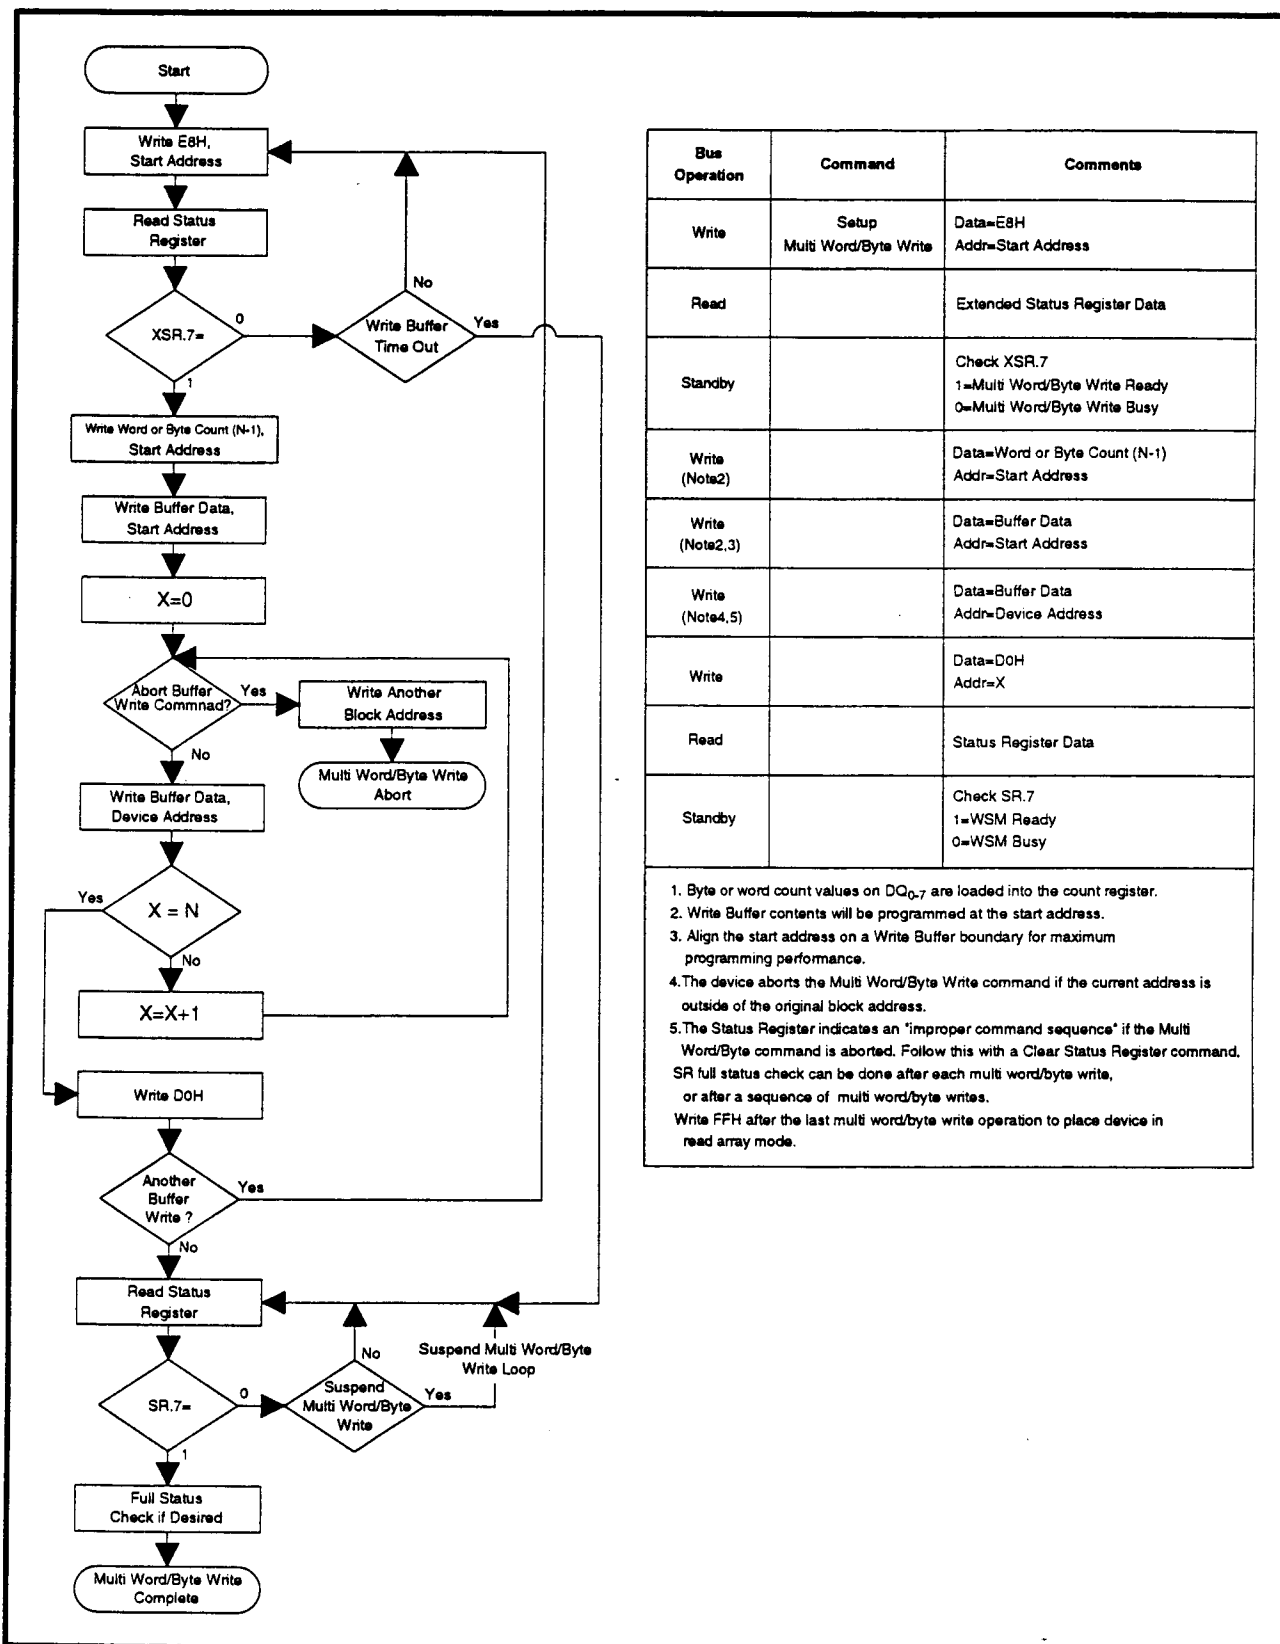 Start
Write E8H,
Start Address
Read Status
Register
No
XSR.7=
0
Write Buffer
Time Out
Yes
1
Write Word or Byte Count (N-1),
Start Address
Write Buffer Data,
Start Address
X=0
Abort Buffer
Write Commnad?
Yes
Write Another
Block Address
No
Multi Word/Byte Write
Abort
Write Buffer Data,
Device Address
Yes
X = N
No
X=X+1
Write D0H
Another
Buffer
Write ?
Yes
No
Read Status
Register
No
Suspend Multi Word/Byte
Write Loop
SR.7=
0
Suspend
Multi Word/Byte
Write
Yes
1
Full Status
Check if Desired
Multi Word/Byte Write
Complete
Bus
Operation
Command
Comments
Write
Setup
Multi Word/Byte Write
Data=E8H
Addr=Start Address
Read
Extended Status Register Data
Standby
Check XSR.7
1=Multi Word/Byte Write Ready
0=Multi Word/Byte Write Busy
Write
(Note2)
Data=Word or Byte Count (N-1)
Addr=Start Address
Write
(Note2,3)
Data=Buffer Data
Addr=Start Address
Write
(Note4,5)
Data=Buffer Data
Addr=Device Address
Write
Data=D0H
Addr=X
Read
Status Register Data
Standby
Check SR.7
1=WSM Ready
0=WSM Busy
1. Byte or word count values on DQ0-7 are loaded into the count register.
2. Write Buffer contents will be programmed at the start address.
3. Align the start address on a Write Buffer boundary for maximum
programming performance.
4.The device aborts the Multi Word/Byte Write command if the current address is
outside of the original block address.
5.The Status Register indicates an "improper command sequence" if the Multi
Word/Byte command is aborted. Follow this with a Clear Status Register command.
SR full status check can be done after each multi word/byte write,
or after a sequence of multi word/byte writes.
Write FFH after the last multi word/byte write operation to place device in
read array mode.